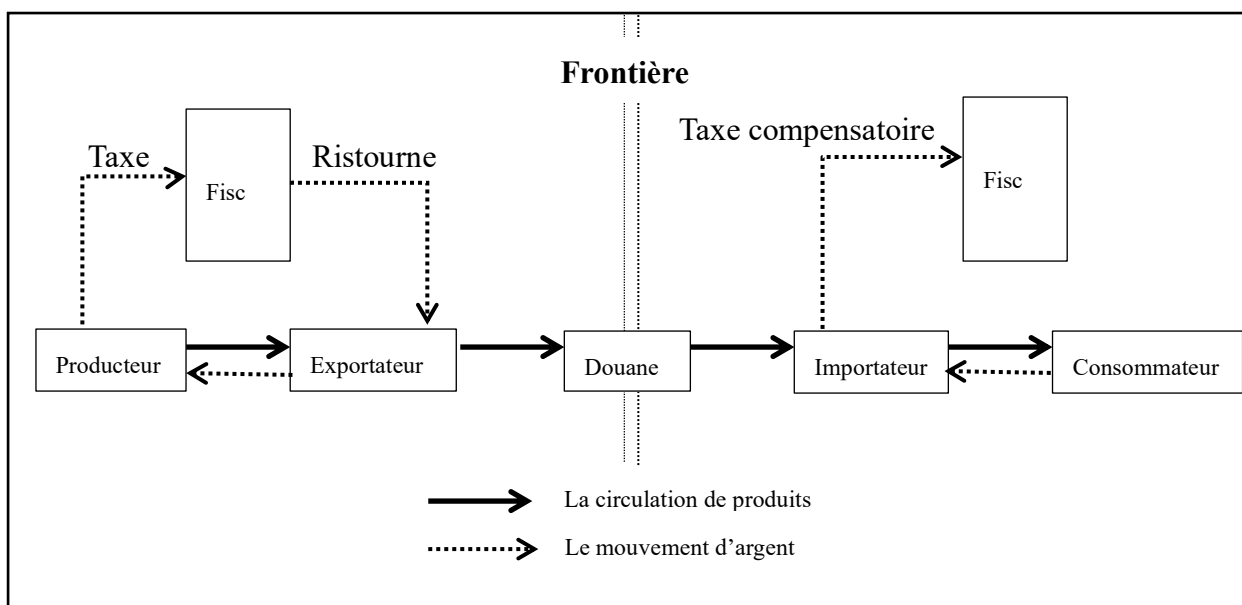 Frontière
Taxe compensatoire
Taxe
Ristourne
Fisc
Fisc
Producteur
Exportateur
Douane
Importateur
Consommateur
La circulation de produits
Le mouvement d’argent